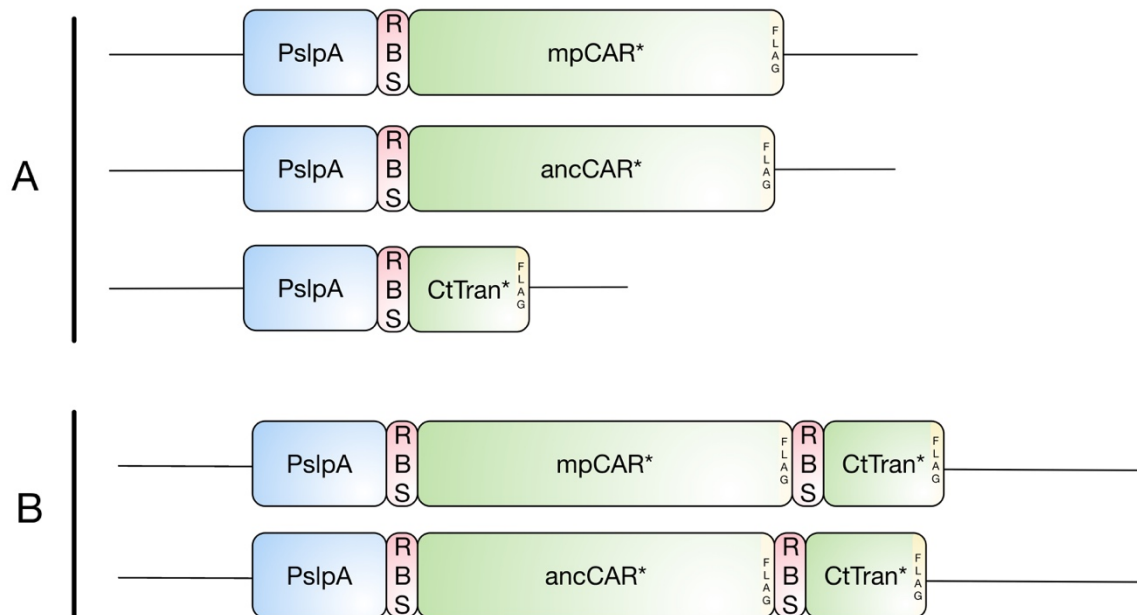 A
PslpA RBS mpCAR* FLAG
PslpA RBS ancCAR* FLAG
PslpA RBS CtTran* FLAG
B
PslpA RBS mpCAR* FLAG RBS CtTran* FLAG
PslpA RBS ancCAR* FLAG RBS CtTran* FLAG